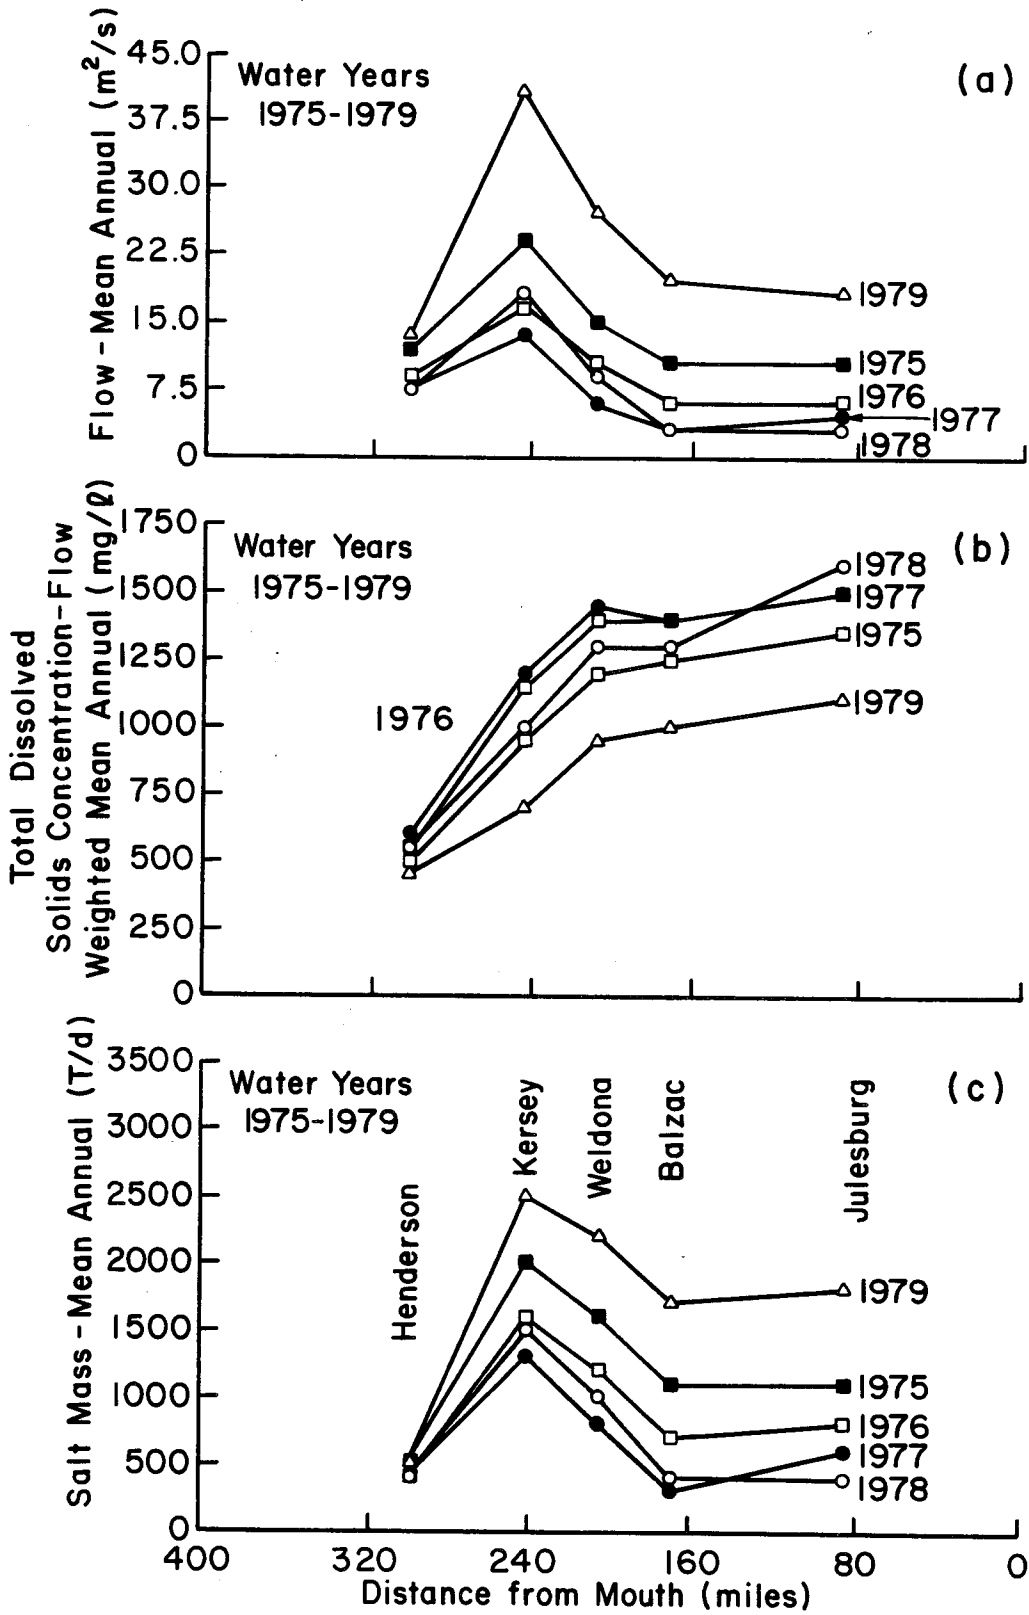 Flow - Mean Annual (m²/s)
45.0
37.5
30.0
22.5
15.0
7.5
0
Water Years
1975-1979
(a)
1979
1975
1976
1977
1978
Total Dissolved
Solids Concentration-Flow
Weighted Mean Annual (mg/ℓ)
1750
1500
1250
1000
750
500
250
0
Water Years
1975-1979
(b)
1976
1978
1977
1975
1979
Salt Mass - Mean Annual (T/d)
3500
3000
2500
2000
1500
1000
500
0
Water Years
1975-1979
(c)
Henderson
Kersey
Weldona
Balzac
Julesburg
1979
1975
1976
1977
1978
400 320 240 160 80 0
Distance from Mouth (miles)